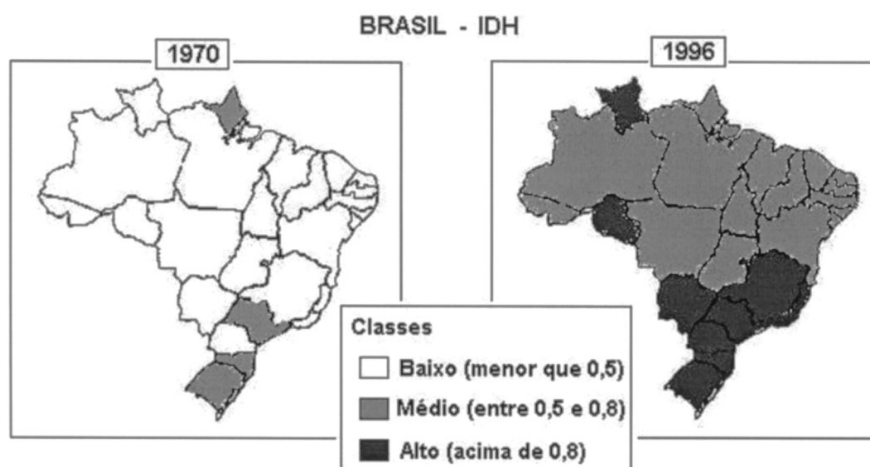 BRASIL - IDH
1970
1996
Classes
Baixo (menor que 0,5)
Médio (entre 0,5 e 0,8)
Alto (acima de 0,8)